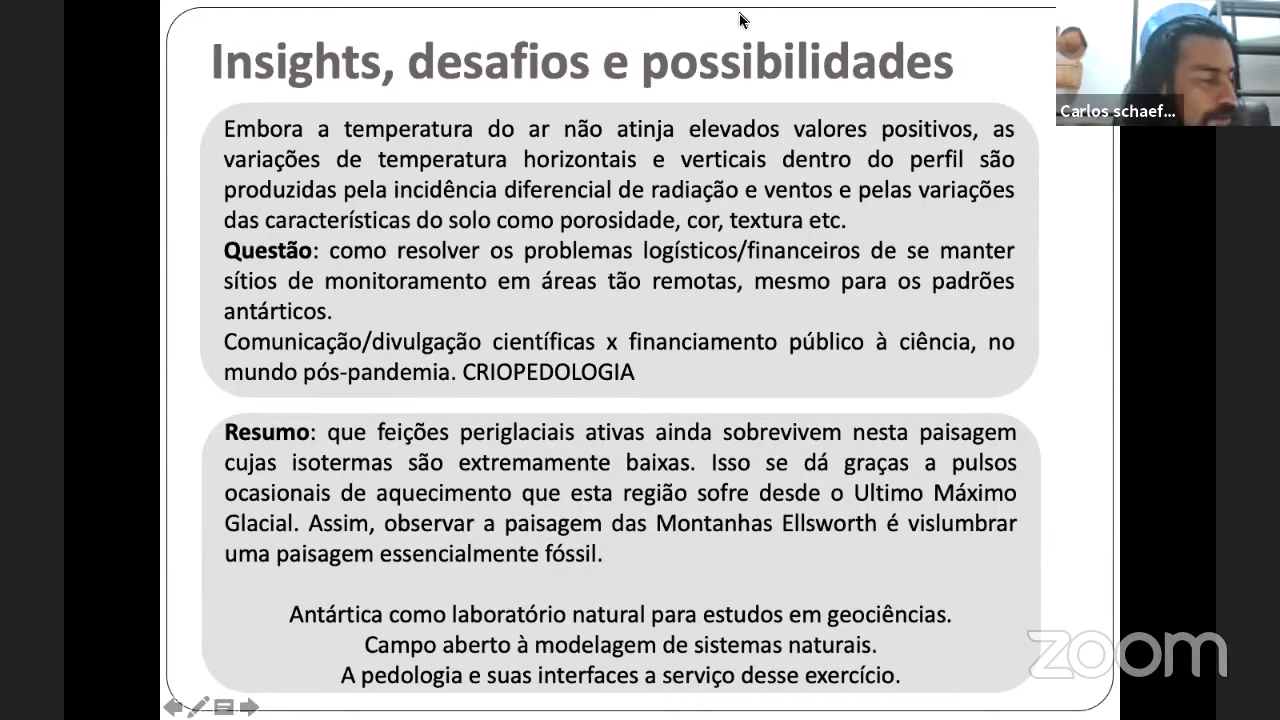 Insights, desafios e possibilidades
Carlos schaef...
Embora a temperatura do ar não atinja elevados valores positivos, as
variações de temperatura horizontais e verticais dentro do perfil são
produzidas pela incidência diferencial de radiação e ventos e pelas variações
das características do solo como porosidade, cor, textura etc.
Questão: como resolver os problemas logísticos/financeiros de se manter
sítios de monitoramento em áreas tão remotas, mesmo para os padrões
antárticos.
Comunicação/divulgação científicas x financiamento público à ciência, no
mundo pós-pandemia. CRIOPEDOLOGIA
Resumo: que feições periglaciais ativas ainda sobrevivem nesta paisagem
cujas isotermas são extremamente baixas. Isso se dá graças a pulsos
ocasionais de aquecimento que esta região sofre desde o Ultimo Máximo
Glacial. Assim, observar a paisagem das Montanhas Ellsworth é vislumbrar
uma paisagem essencialmente fóssil.
Antártica como laboratório natural para estudos em geociências.
Campo aberto à modelagem de sistemas naturais.
A pedologia e suas interfaces a serviço desse exercício.
zoom